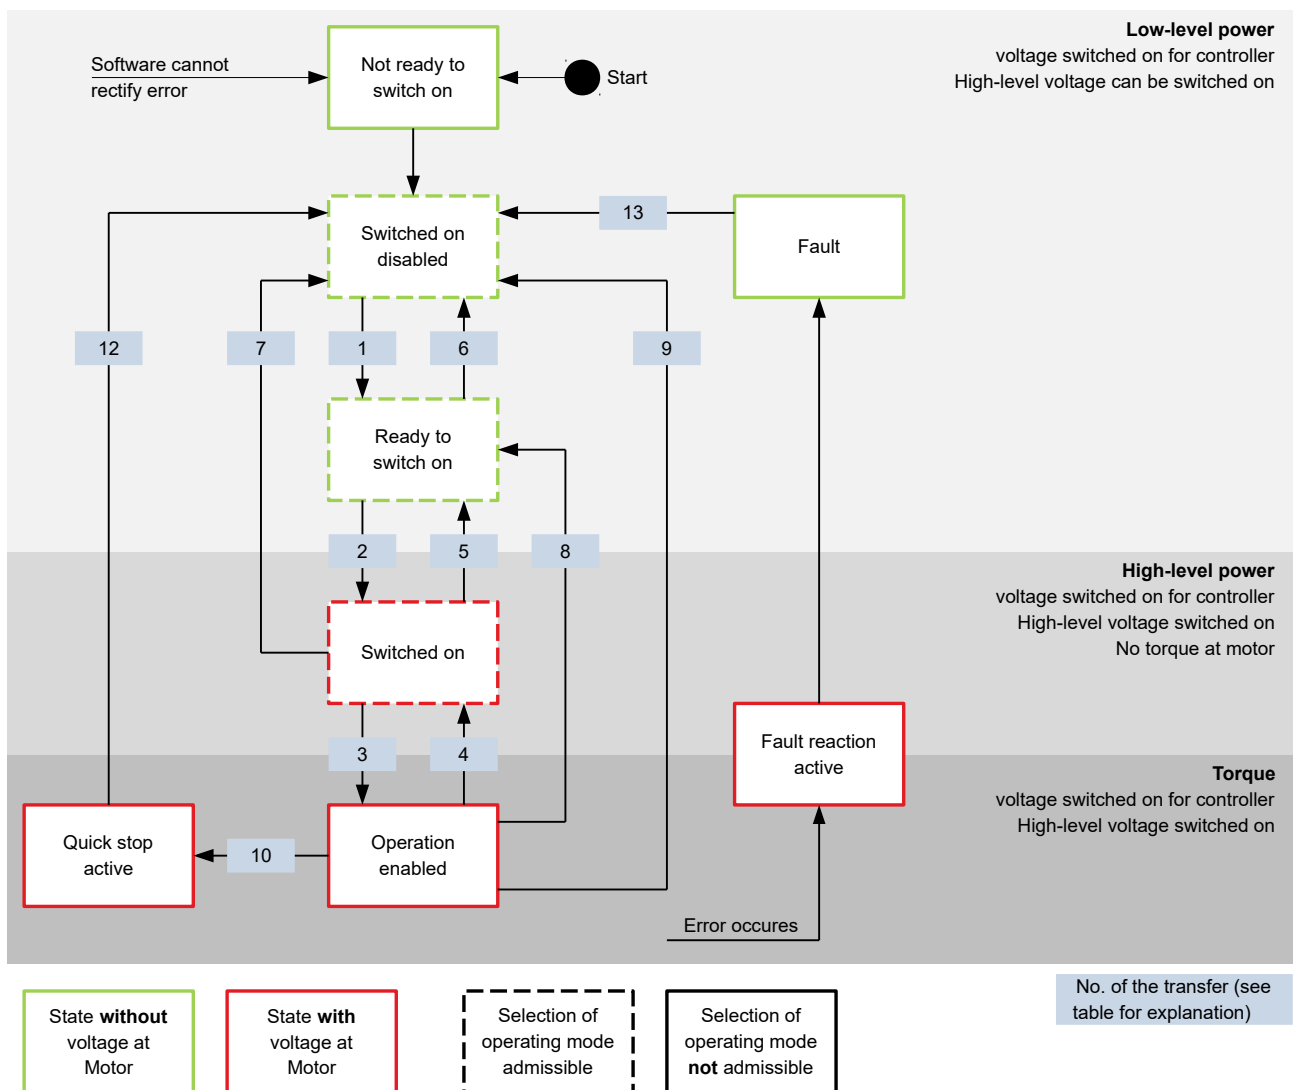 Low-level power
voltage switched on for controller
High-level voltage can be switched on
Software cannot
rectify error
Not ready to
switch on
Start
Switched on
disabled
13
Fault
12
7
1
6
9
Ready to
switch on
2
5
8
High-level power
voltage switched on for controller
High-level voltage switched on
No torque at motor
Switched on
3
4
Fault reaction
active
Torque
voltage switched on for controller
High-level voltage switched on
Quick stop
active
10
Operation
enabled
Error occures
State without
voltage at
Motor
State with
voltage at
Motor
Selection of
operating mode
admissible
Selection of
operating mode
not admissible
No. of the transfer (see
table for explanation)